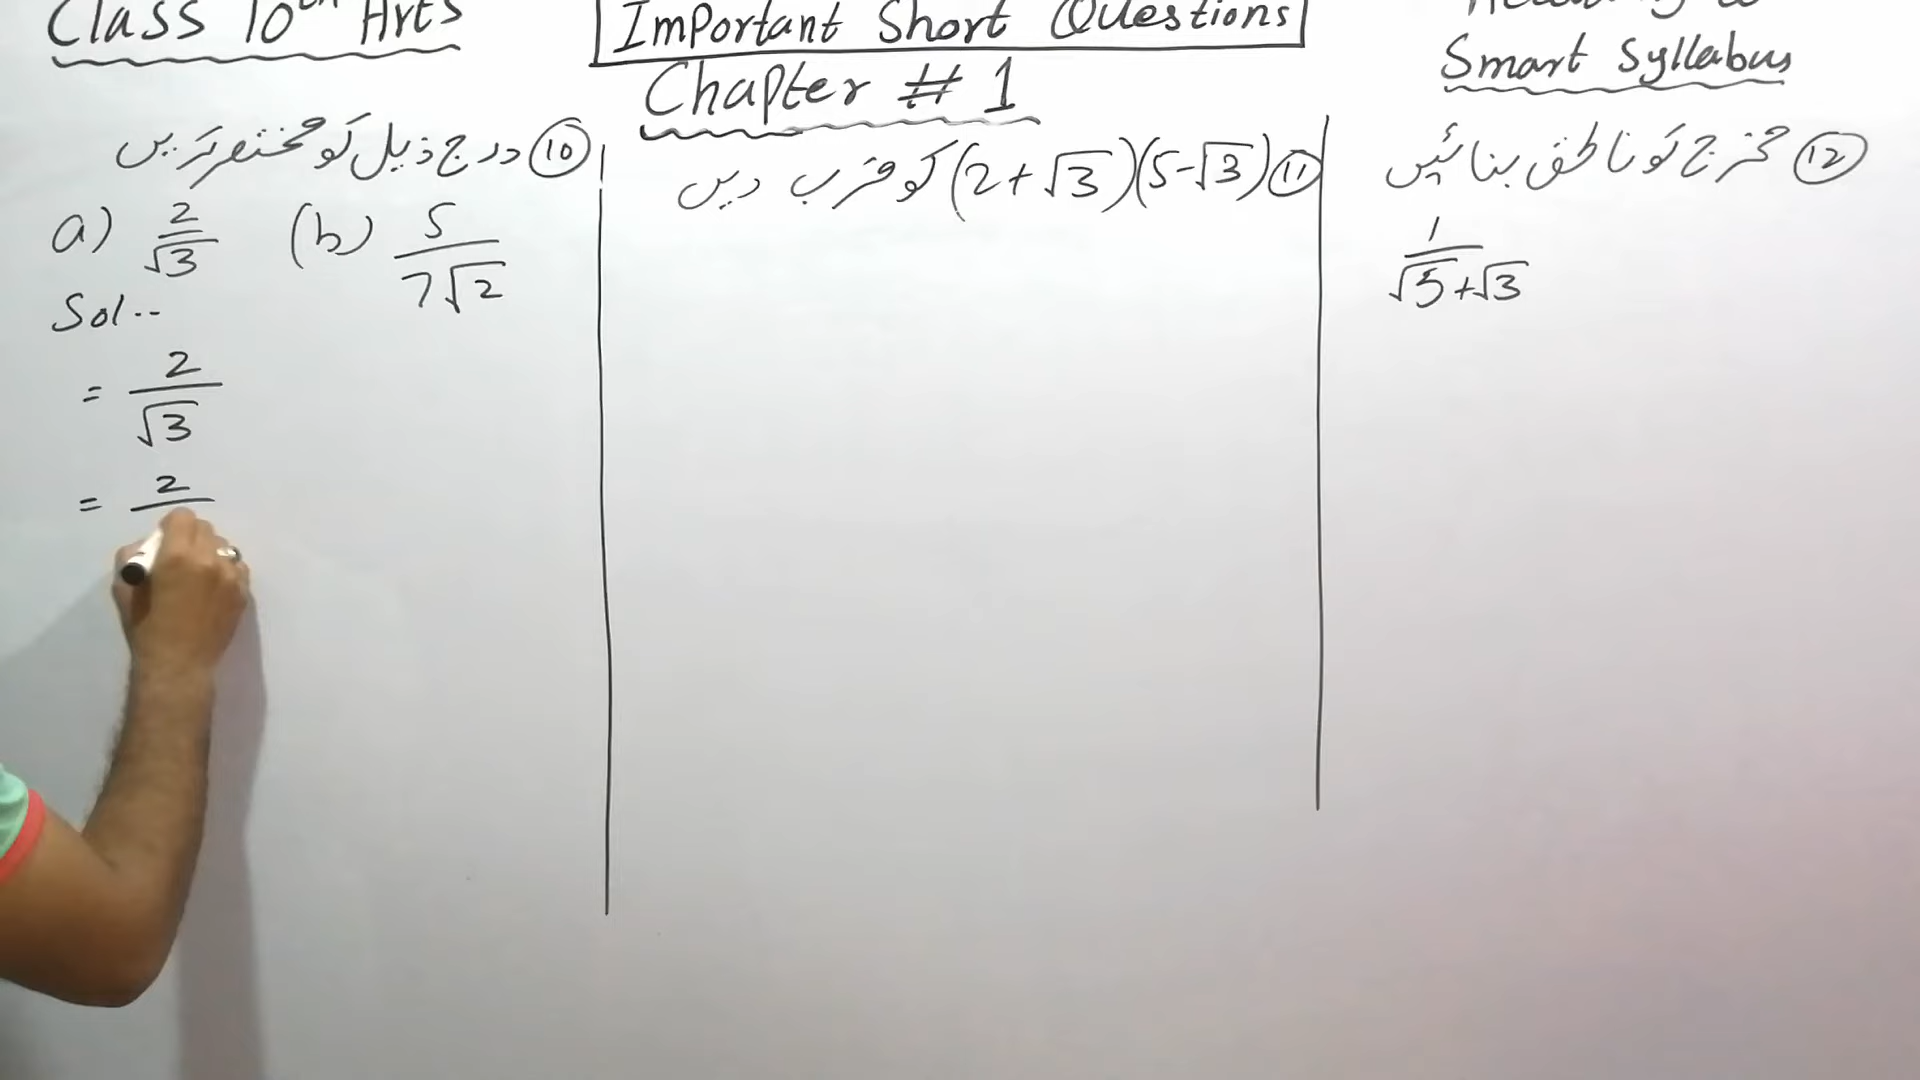 Class 10th Arts
Important Short Questions
Smart Syllabus
Chapter # 1
⑩ درج ذیل کو مختصر کریں
a) 2/√3 (b) 5/7√2
Sol..
= 2/√3
= 2/
⑪ (2+√3)(5-√3) کو ضرب دیں
⑫ مخرج کو ناطق بنائیں
1/√5+√3